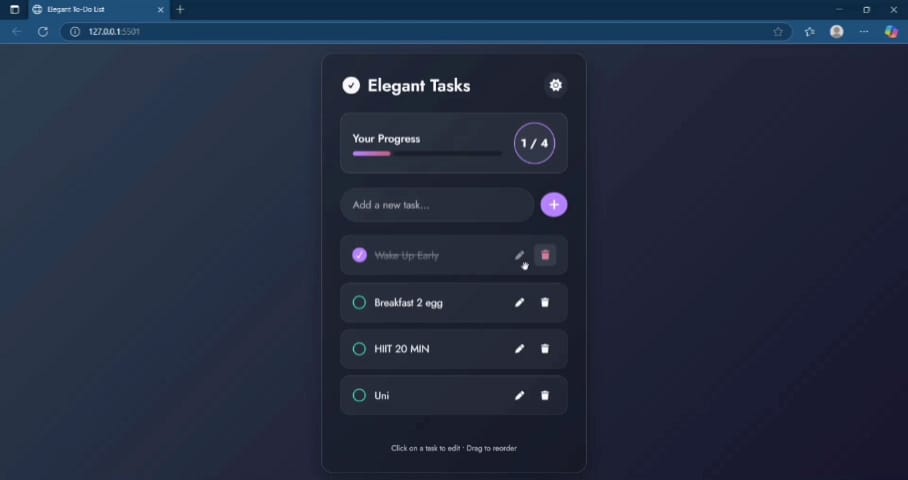 Elegant To-Do List
127.0.0.1:5501
Elegant Tasks
Your Progress
1 / 4
Add a new task...
Wake Up Early
Breakfast 2 egg
HIIT 20 MIN
Uni
Click on a task to edit · Drag to reorder